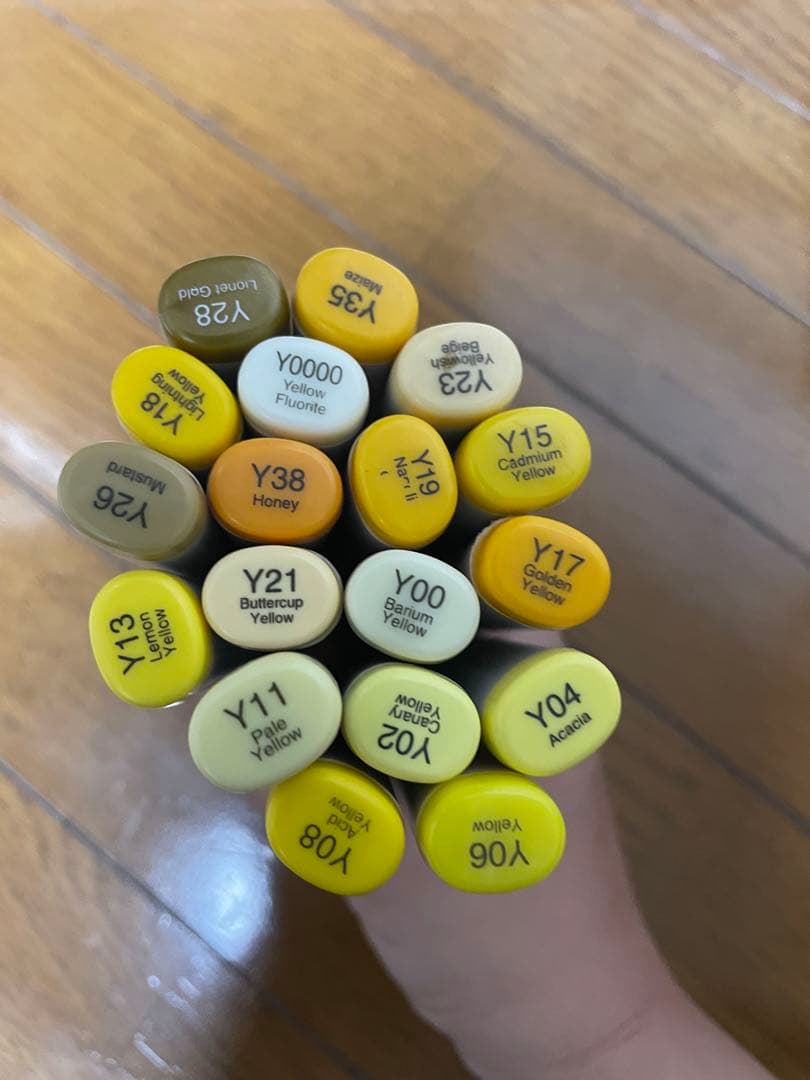 Y28
Lionet Gold
Y35
Maize
Y0000
Yellow
Fluorite
Y23
Yellowish
Beige
Y18
Lightning
Yellow
Y15
Cadmium
Yellow
Y26
Mustard
Y38
Honey
Y19
Y17
Golden
Yellow
Y21
Buttercup
Yellow
Y00
Barium
Yellow
Y13
Lemon
Yellow
Y11
Pale
Yellow
Y02
Canary
Yellow
Y04
Acacia
Y08
Acid
Yellow
Y06
Yellow